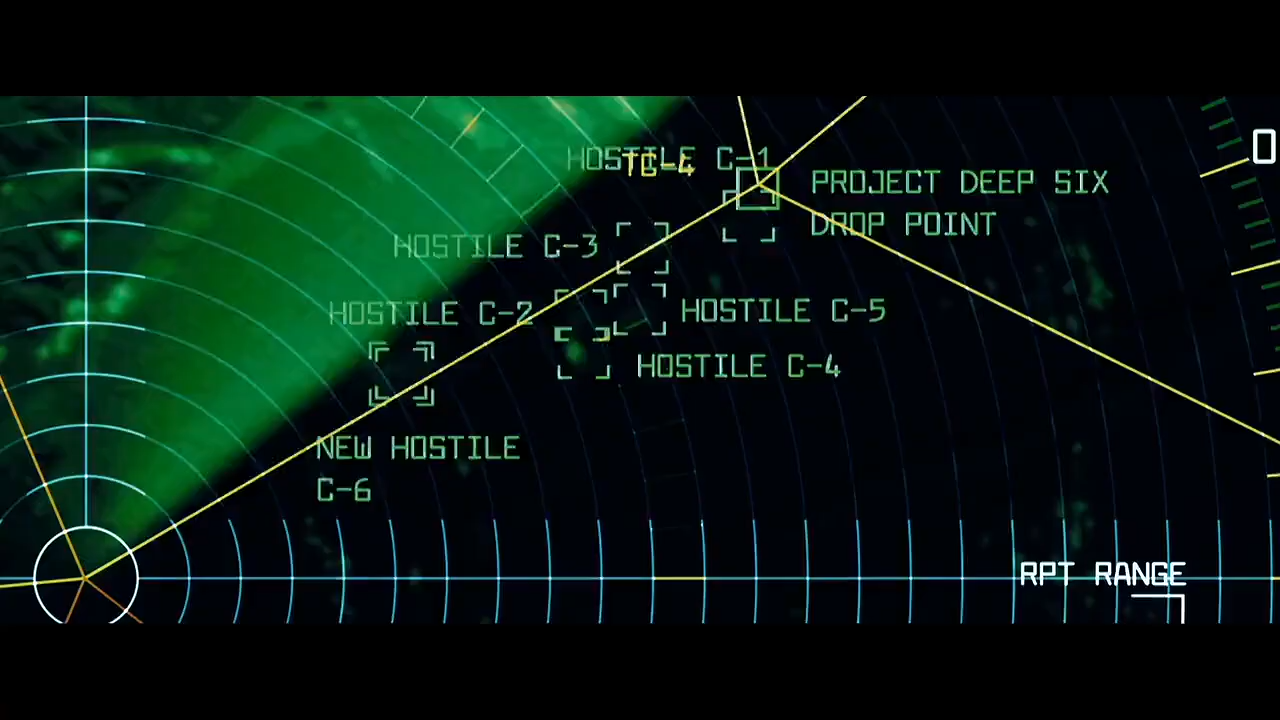 HOSTILE C-1
TG-4
PROJECT DEEP SIX
DROP POINT
HOSTILE C-3
HOSTILE C-2
HOSTILE C-5
HOSTILE C-4
NEW HOSTILE
C-6
RPT RANGE
0